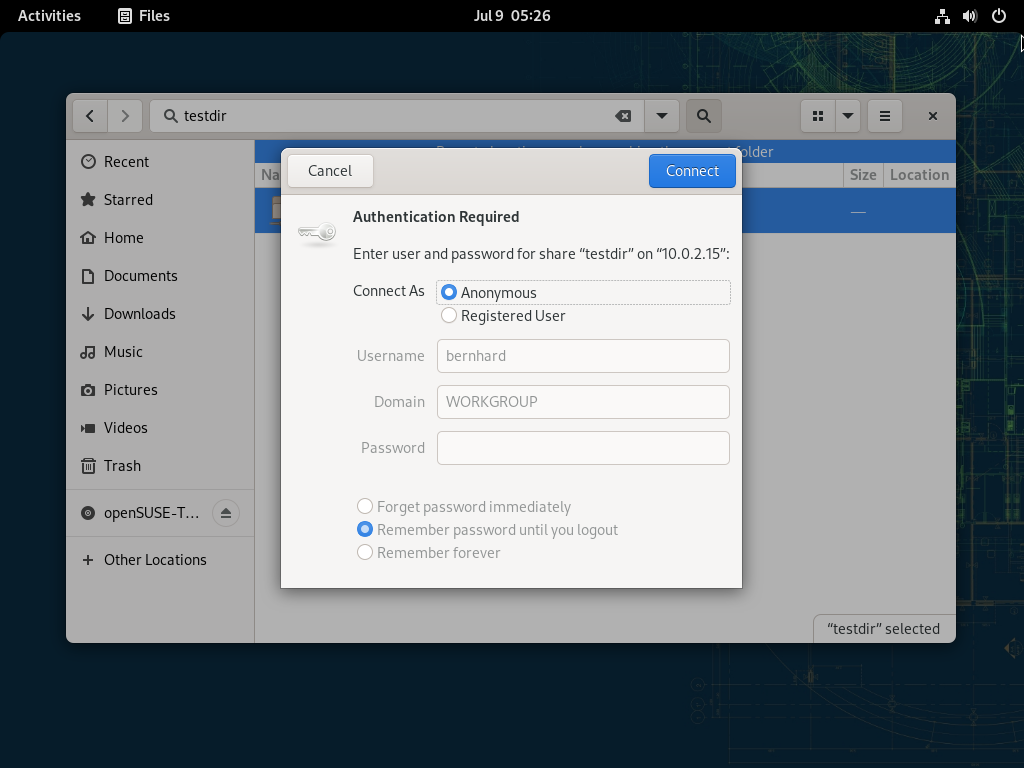 Activities Files Jul 9 05:26
testdir
Recent
Starred
Home
Documents
Downloads
Music
Pictures
Videos
Trash
openSUSE-T…
Other Locations
folder
Na Size Location
—
Cancel Connect
Authentication Required
Enter user and password for share “testdir” on “10.0.2.15”:
Connect As Anonymous
Registered User
Username bernhard
Domain WORKGROUP
Password
Forget password immediately
Remember password until you logout
Remember forever
“testdir” selected